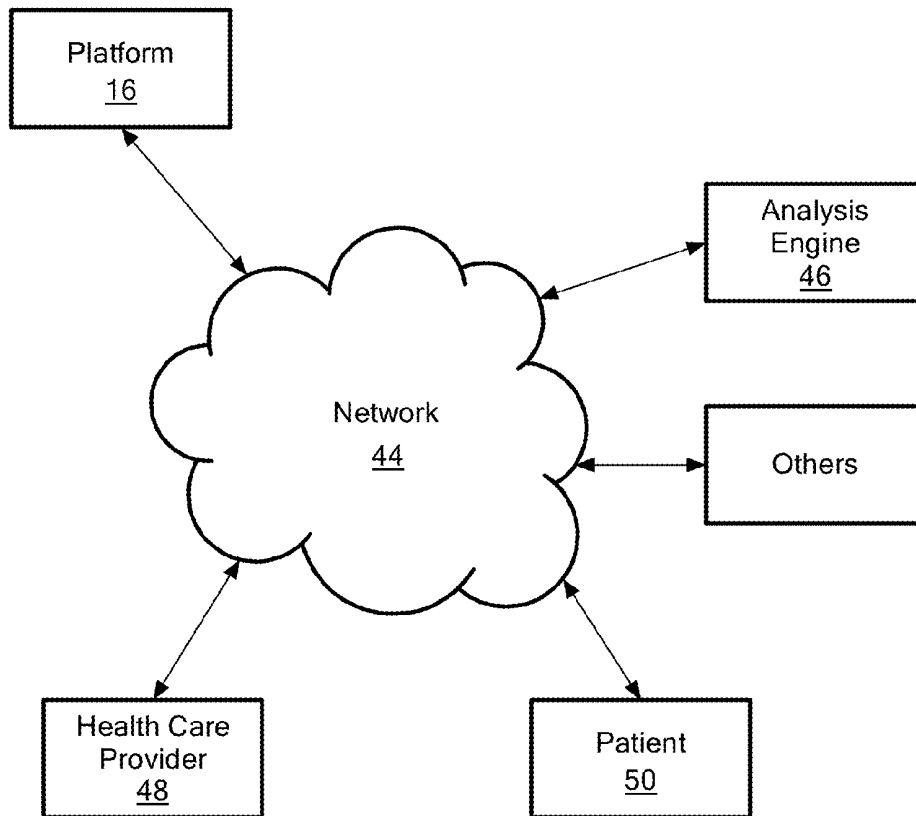 Platform
16
Analysis
Engine
46
Network
44
Others
Health Care
Provider
48
Patient
50